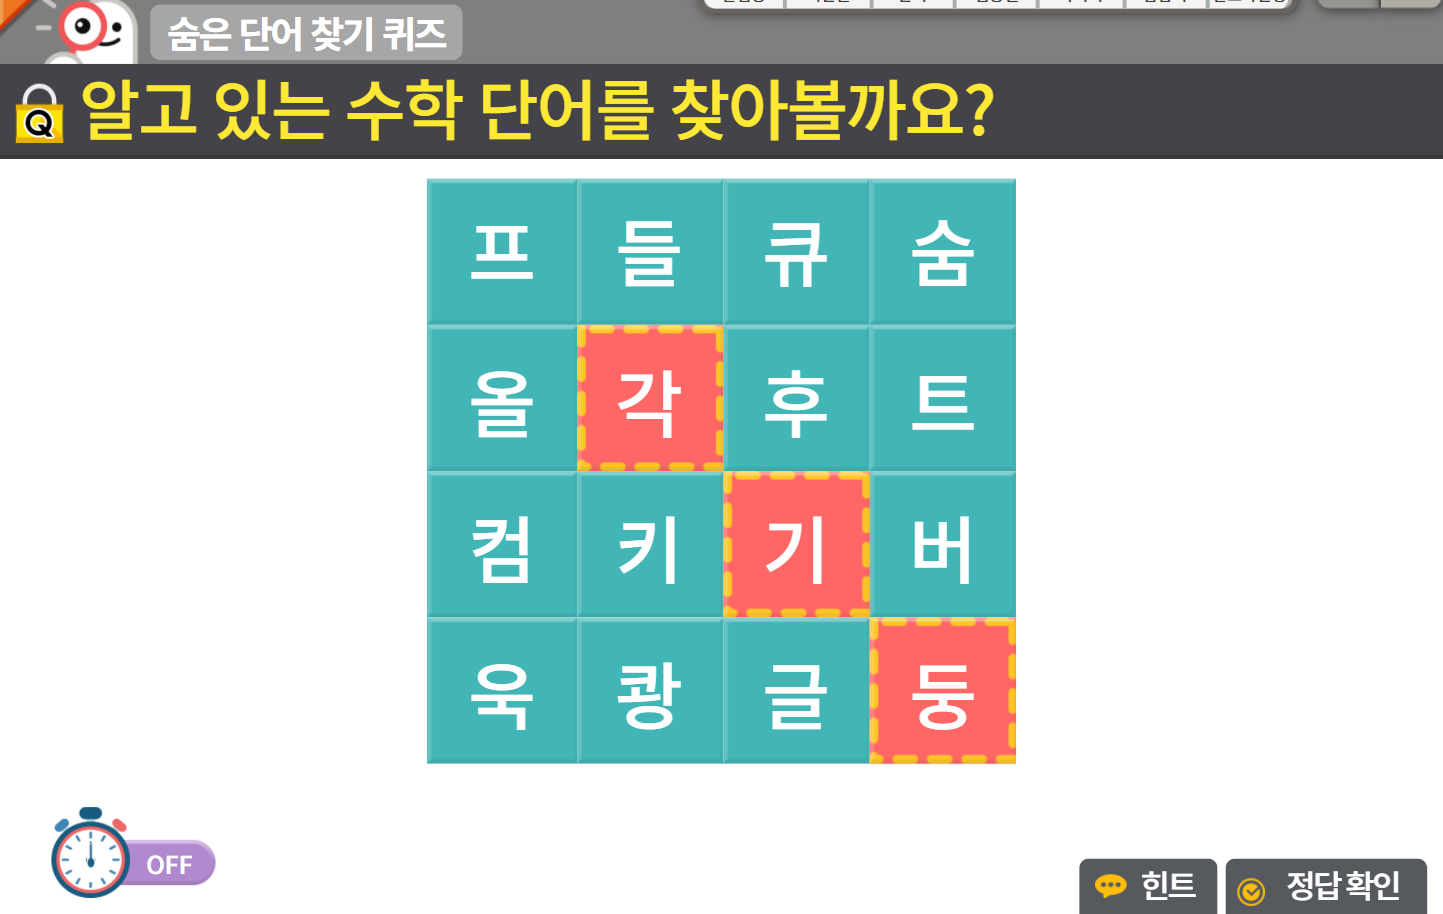 숨은 단어 찾기 퀴즈
Q 알고 있는 수학 단어를 찾아볼까요?
프 들 큐 숨
올 각 후 트
컴 키 기 버
욱 쾅 글 둥
OFF
힌트 정답 확인